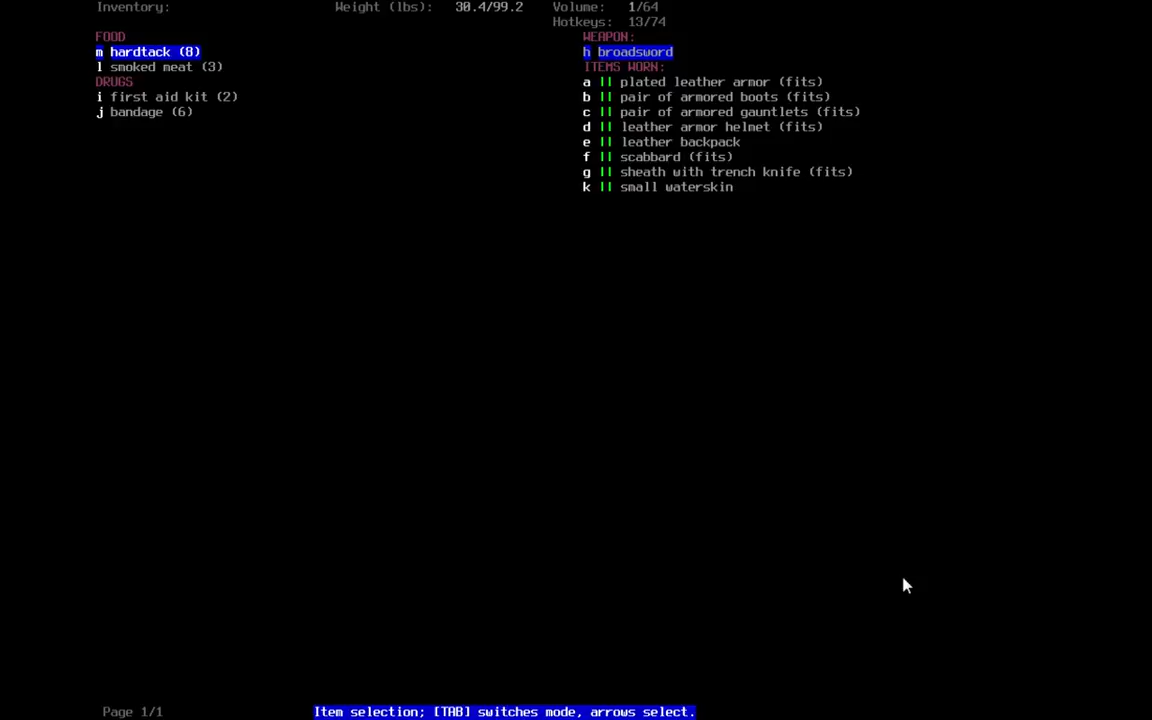 Inventory: Weight (lbs): 30.4/99.2 Volume: 1/64
Hotkeys: 13/74
FOOD
m hardtack (8)
l smoked meat (3)
DRUGS
i first aid kit (2)
j bandage (6)
WEAPON:
h broadsword
ITEMS WORN:
a || plated leather armor (fits)
b || pair of armored boots (fits)
c || pair of armored gauntlets (fits)
d || leather armor helmet (fits)
e || leather backpack
f || scabbard (fits)
g || sheath with trench knife (fits)
k || small waterskin
Page 1/1 Item selection; [TAB] switches mode, arrows select.